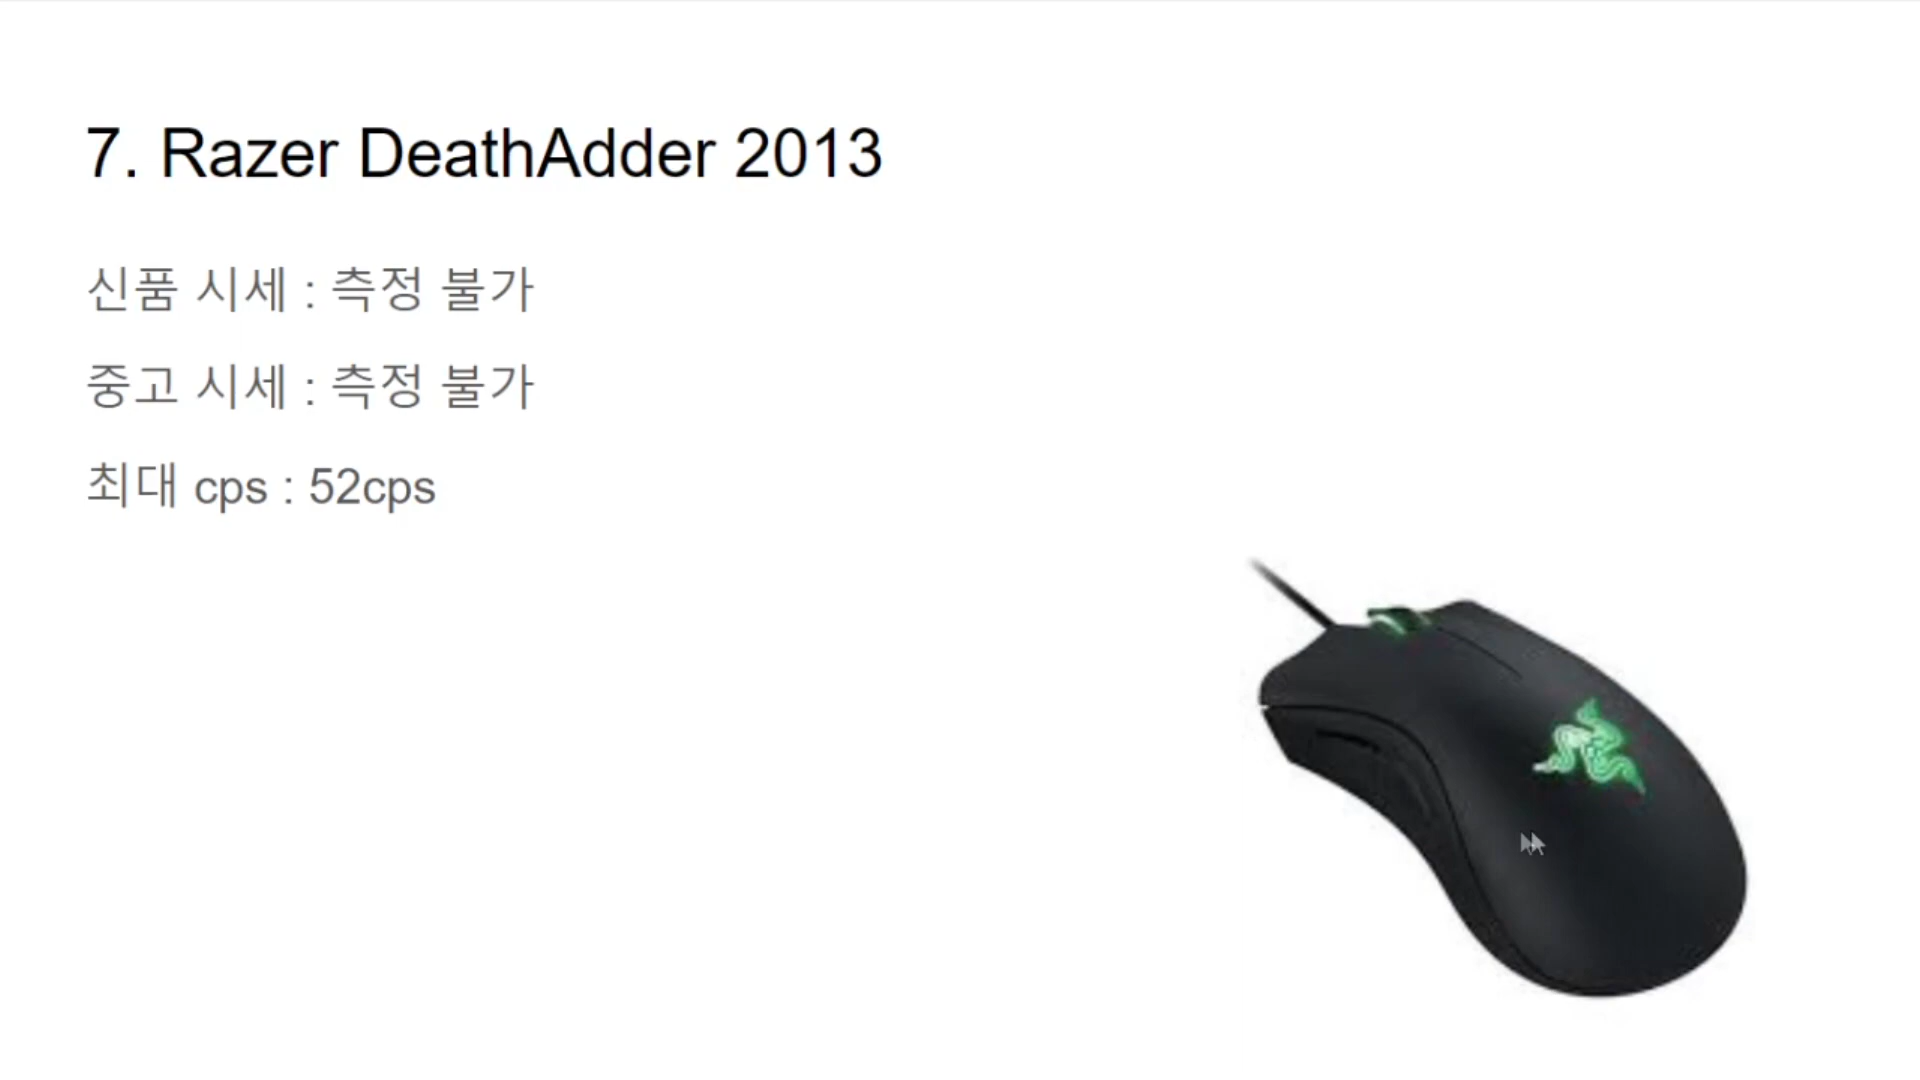 7. Razer DeathAdder 2013
신품 시세 : 측정 불가
중고 시세 : 측정 불가
최대 cps : 52cps